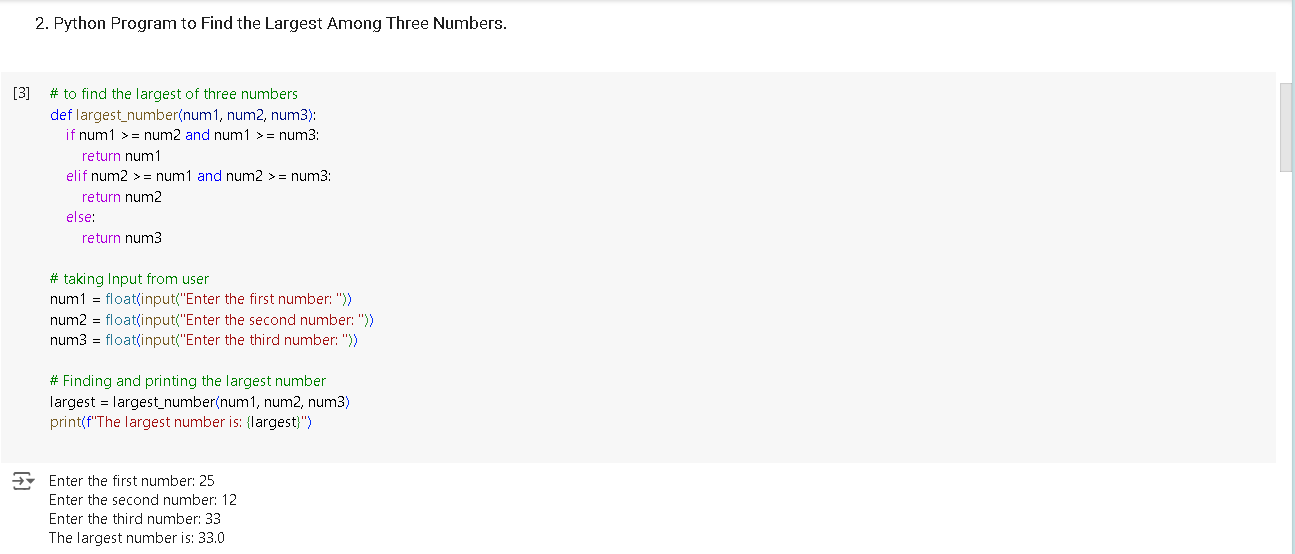 2. Python Program to Find the Largest Among Three Numbers.
[3] # to find the largest of three numbers
def largest_number(num1, num2, num3):
    if num1 >= num2 and num1 >= num3:
        return num1
    elif num2 >= num1 and num2 >= num3:
        return num2
    else:
        return num3
# taking Input from user
num1 = float(input("Enter the first number: "))
num2 = float(input("Enter the second number: "))
num3 = float(input("Enter the third number: "))
# Finding and printing the largest number
largest = largest_number(num1, num2, num3)
print(f"The largest number is: {largest}")
Enter the first number: 25
Enter the second number: 12
Enter the third number: 33
The largest number is: 33.0